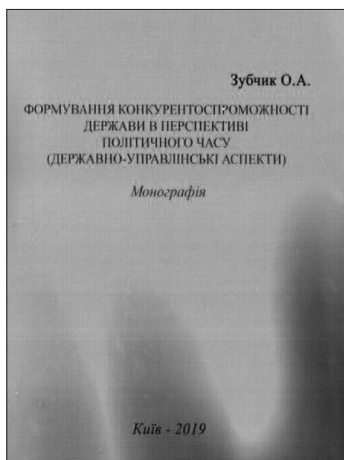 Зубчик О.А.
ФОРМУВАННЯ КОНКУРЕНТОСПРОМОЖНОСТІ
ДЕРЖАВИ В ПЕРСПЕКТИВІ
ПОЛІТИЧНОГО ЧАСУ
(ДЕРЖАВНО-УПРАВЛІНСЬКІ АСПЕКТИ)
Монографія
Київ - 2019